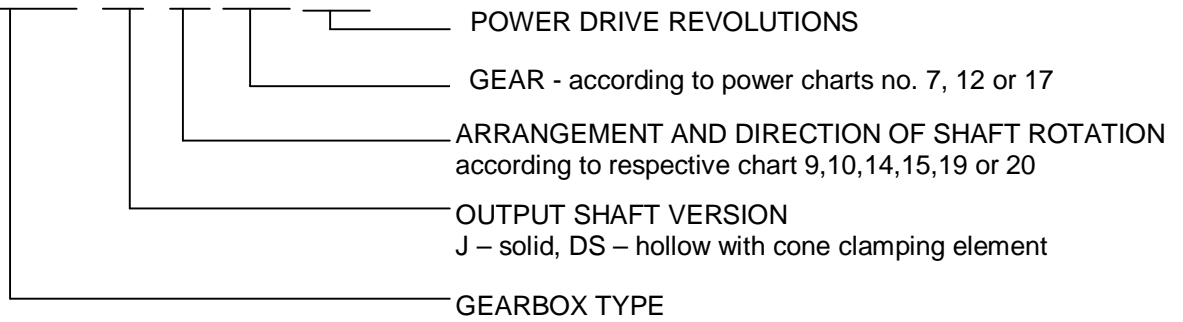 POWER DRIVE REVOLUTIONS
GEAR - according to power charts no. 7, 12 or 17
ARRANGEMENT AND DIRECTION OF SHAFT ROTATION
according to respective chart 9,10,14,15,19 or 20
OUTPUT SHAFT VERSION
J – solid, DS – hollow with cone clamping element
GEARBOX TYPE